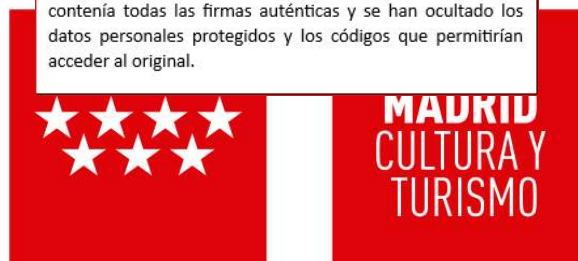 contenía todas las firmas auténticas y se han ocultado los
datos personales protegidos y los códigos que permitirían
acceder al original.
MADRID
CULTURA Y
TURISMO